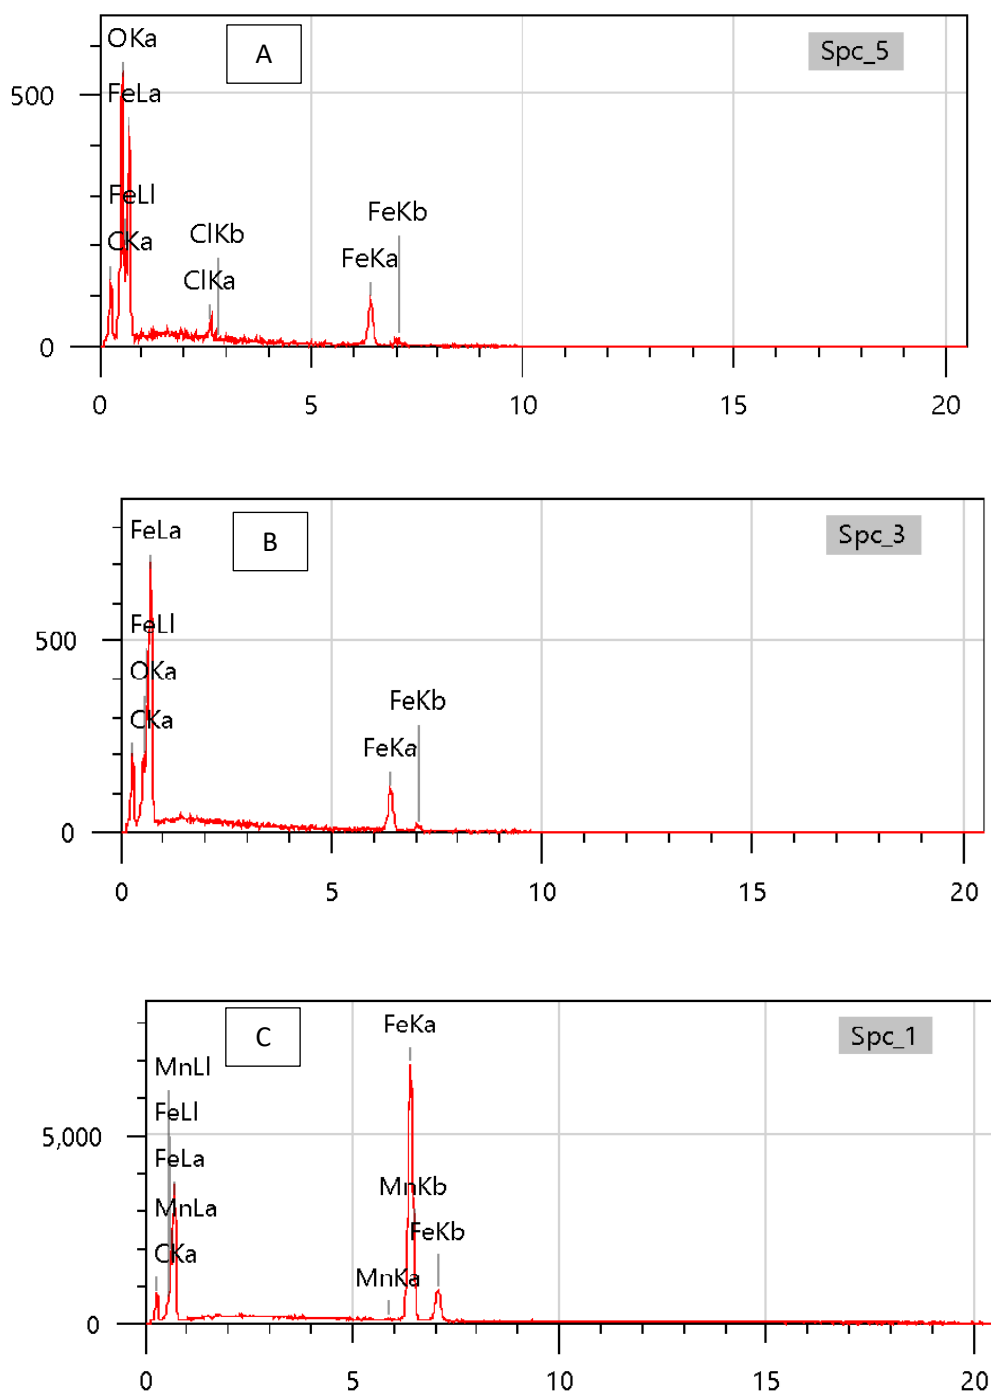 OKa
A
Spc_5
500
FeLa
FeLl
FeKb
ClKb
CKa
FeKa
ClKa
0
0 5 10 15 20
FeLa
B
Spc_3
FeLl
500
OKa
FeKb
CKa
FeKa
0
0 5 10 15 20
FeKa
C
Spc_1
MnLl
FeLl
5,000
FeLa
MnKb
MnLa
FeKb
CKa
MnKa
0
0 5 10 15 20